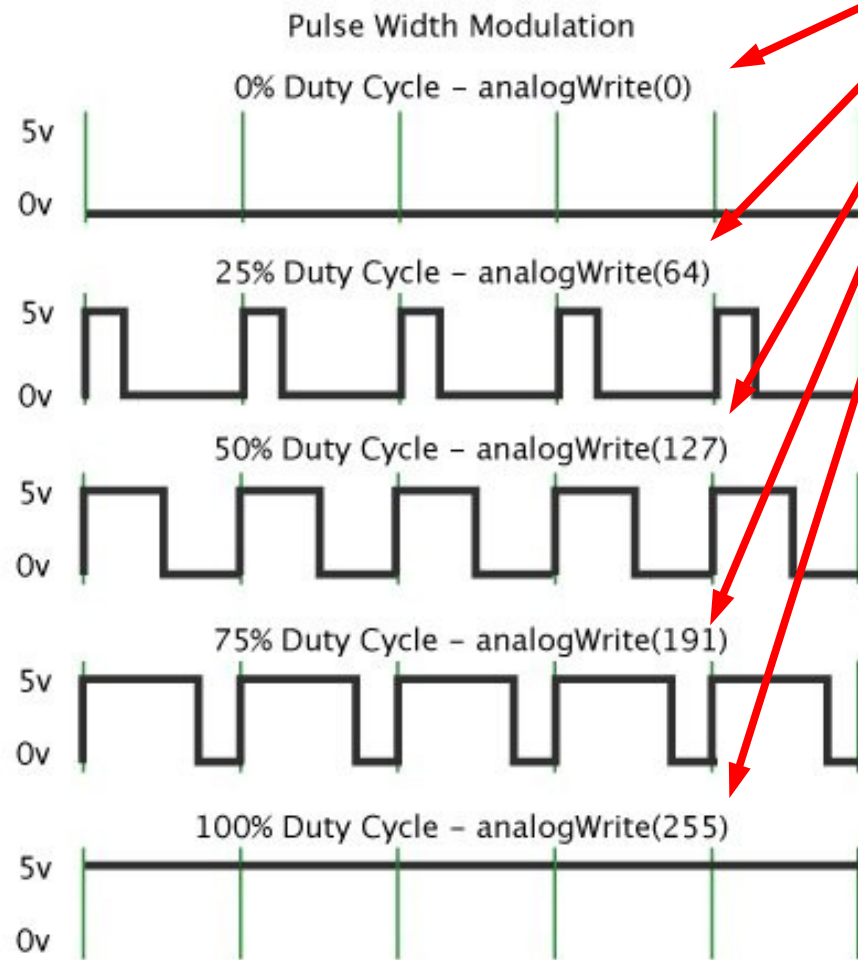 Pulse Width Modulation
0% Duty Cycle – analogWrite(0)
5v
0v
25% Duty Cycle – analogWrite(64)
5v
0v
50% Duty Cycle – analogWrite(127)
5v
0v
75% Duty Cycle – analogWrite(191)
5v
0v
100% Duty Cycle – analogWrite(255)
5v
0v